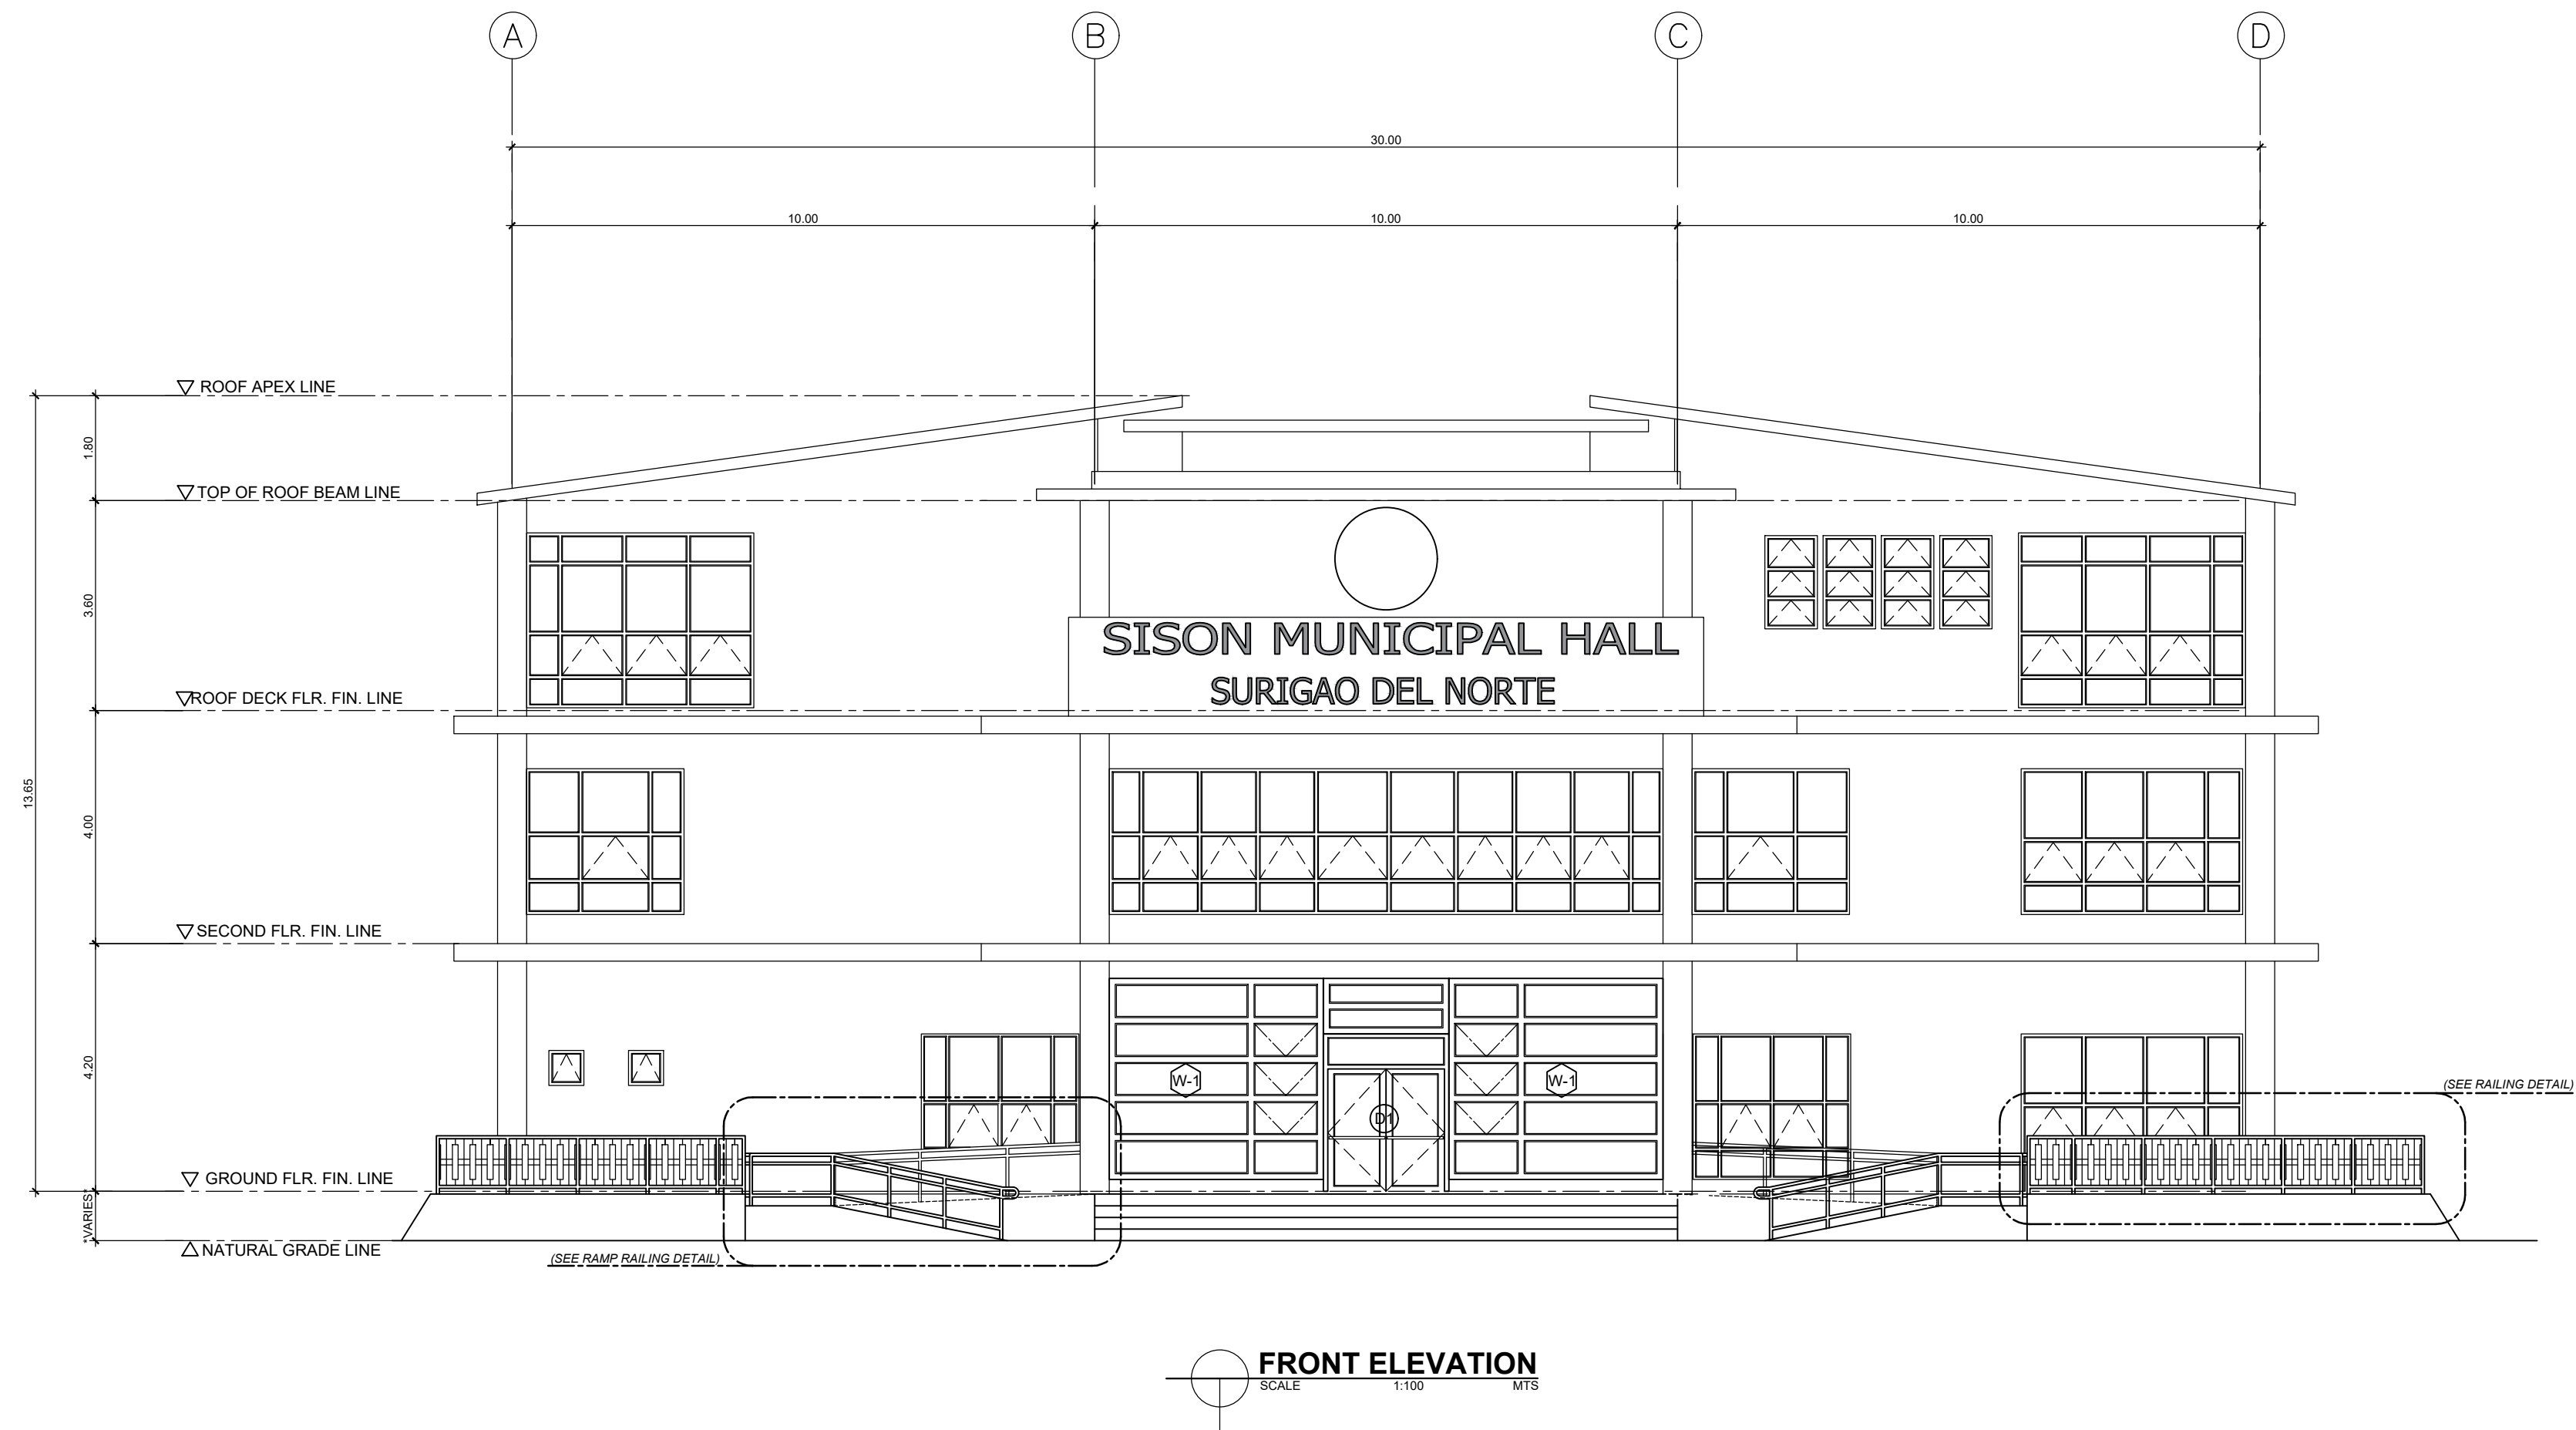 A B C D
30.00
10.00 10.00 10.00
ROOF APEX LINE
1.80
TOP OF ROOF BEAM LINE
3.60
SISON MUNICIPAL HALL
SURIGAO DEL NORTE
ROOF DECK FLR. FIN. LINE
13.65
4.00
SECOND FLR. FIN. LINE
4.20
W-1 W-1
D1
(SEE RAILING DETAIL)
GROUND FLR. FIN. LINE
*VARIES*
NATURAL GRADE LINE
(SEE RAMP RAILING DETAIL)
FRONT ELEVATION
SCALE 1:100 MTS